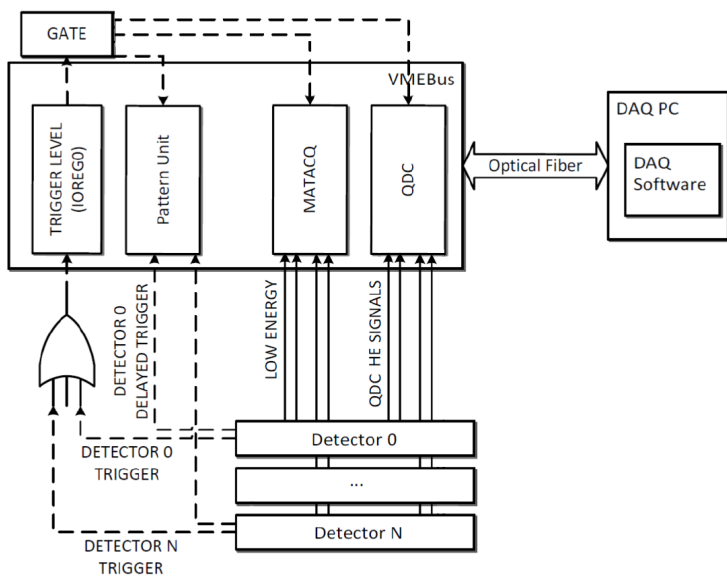 GATE
VMEBus
TRIGGER LEVEL
(IOREG0)
Pattern Unit
MATACQ
QDC
Optical Fiber
DAQ PC
DAQ
Software
DETECTOR 0
DELAYED TRIGGER
LOW ENERGY
QDC HE SIGNALS
Detector 0
DETECTOR 0
TRIGGER
...
Detector N
DETECTOR N
TRIGGER